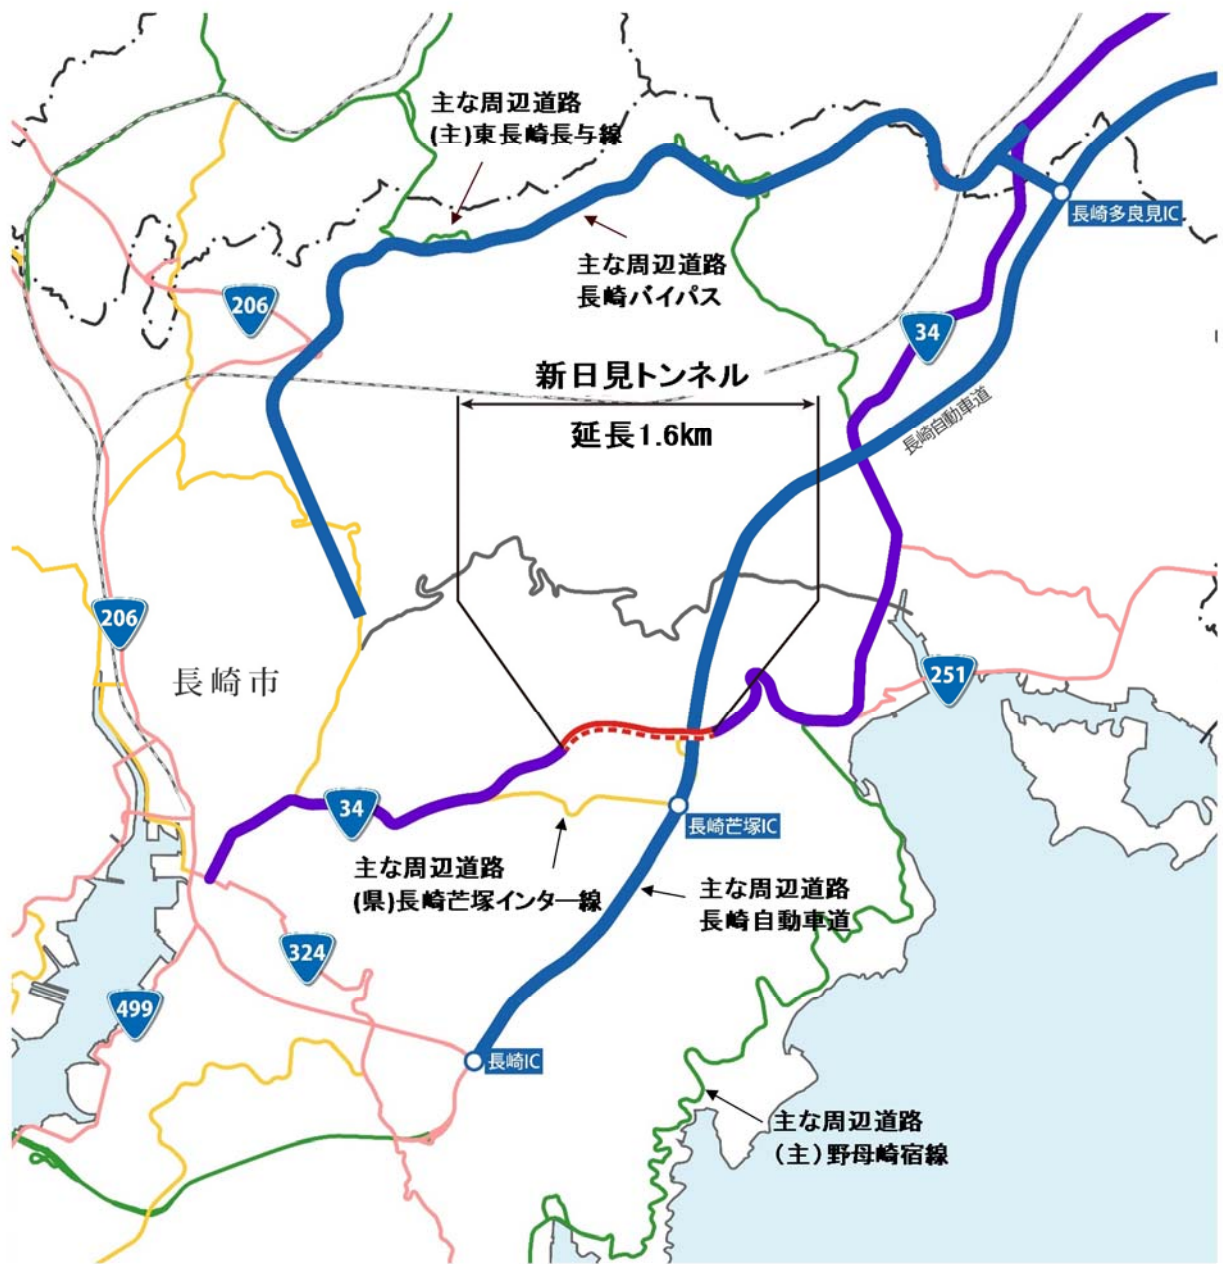 主な周辺道路
(主)東長崎長与線
長崎多良見IC
主な周辺道路
長崎バイパス
206
34
新日見トンネル
延長1.6km
長崎自動車道
206
長崎市
251
34
長崎芒塚IC
主な周辺道路
(県)長崎芒塚インター線
主な周辺道路
長崎自動車道
324
499
長崎IC
主な周辺道路
(主)野母崎宿線